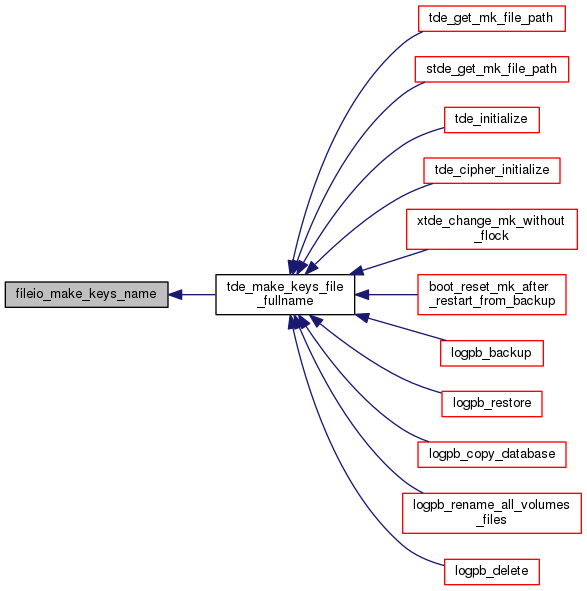 tde_get_mk_file_path
stde_get_mk_file_path
tde_initialize
tde_cipher_initialize
xtde_change_mk_without
_flock
fileio_make_keys_name
tde_make_keys_file
_fullname
boot_reset_mk_after
_restart_from_backup
logpb_backup
logpb_restore
logpb_copy_database
logpb_rename_all_volumes
_files
logpb_delete